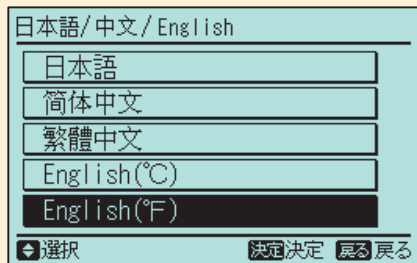 日本語/中文/English
日本語
简体中文
繁體中文
English(℃)
English(℉)
選択 決定 決定 戻る 戻る